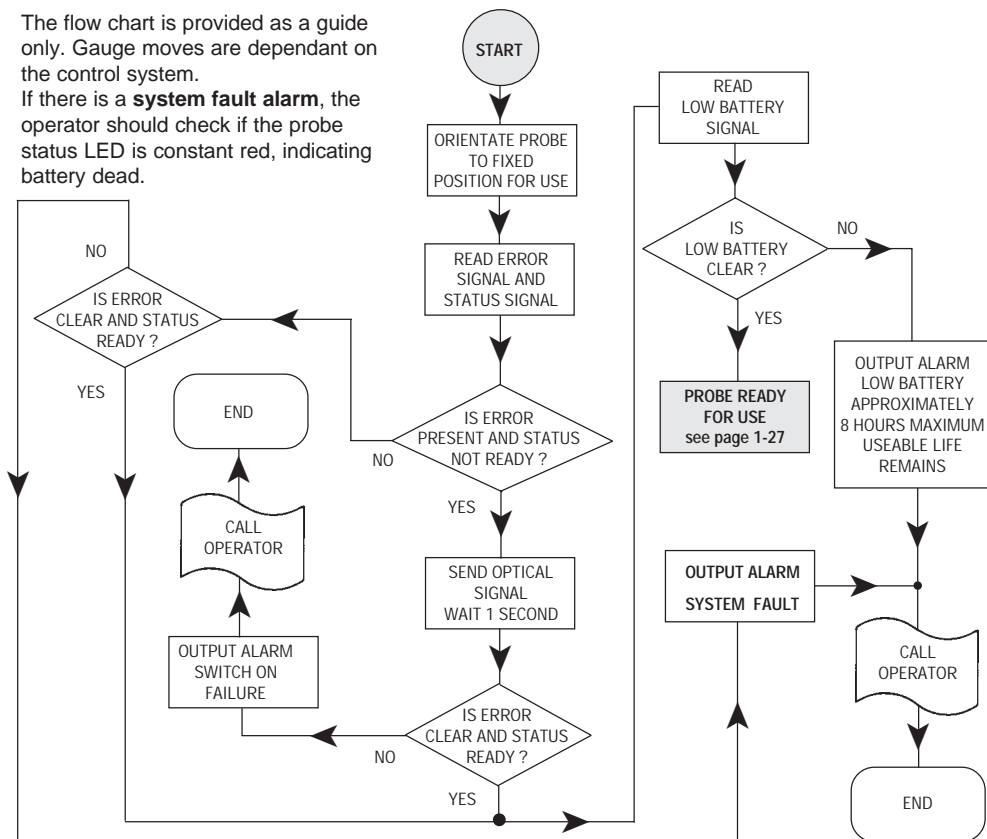 The flow chart is provided as a guide
only. Gauge moves are dependant on
the control system.
If there is a system fault alarm, the
operator should check if the probe
status LED is constant red, indicating
battery dead.
START
ORIENTATE PROBE
TO FIXED
POSITION FOR USE
READ ERROR
SIGNAL AND
STATUS SIGNAL
IS ERROR
PRESENT AND STATUS
NOT READY ?
NO
YES
IS ERROR
CLEAR AND STATUS
READY ?
NO
YES
SEND OPTICAL
SIGNAL
WAIT 1 SECOND
IS ERROR
CLEAR AND STATUS
READY ?
NO
YES
OUTPUT ALARM
SWITCH ON
FAILURE
CALL
OPERATOR
END
READ
LOW BATTERY
SIGNAL
IS
LOW BATTERY
CLEAR ?
NO
YES
PROBE READY
FOR USE
see page 1-27
OUTPUT ALARM
LOW BATTERY
APPROXIMATELY
8 HOURS MAXIMUM
USEABLE LIFE
REMAINS
OUTPUT ALARM
SYSTEM FAULT
CALL
OPERATOR
END